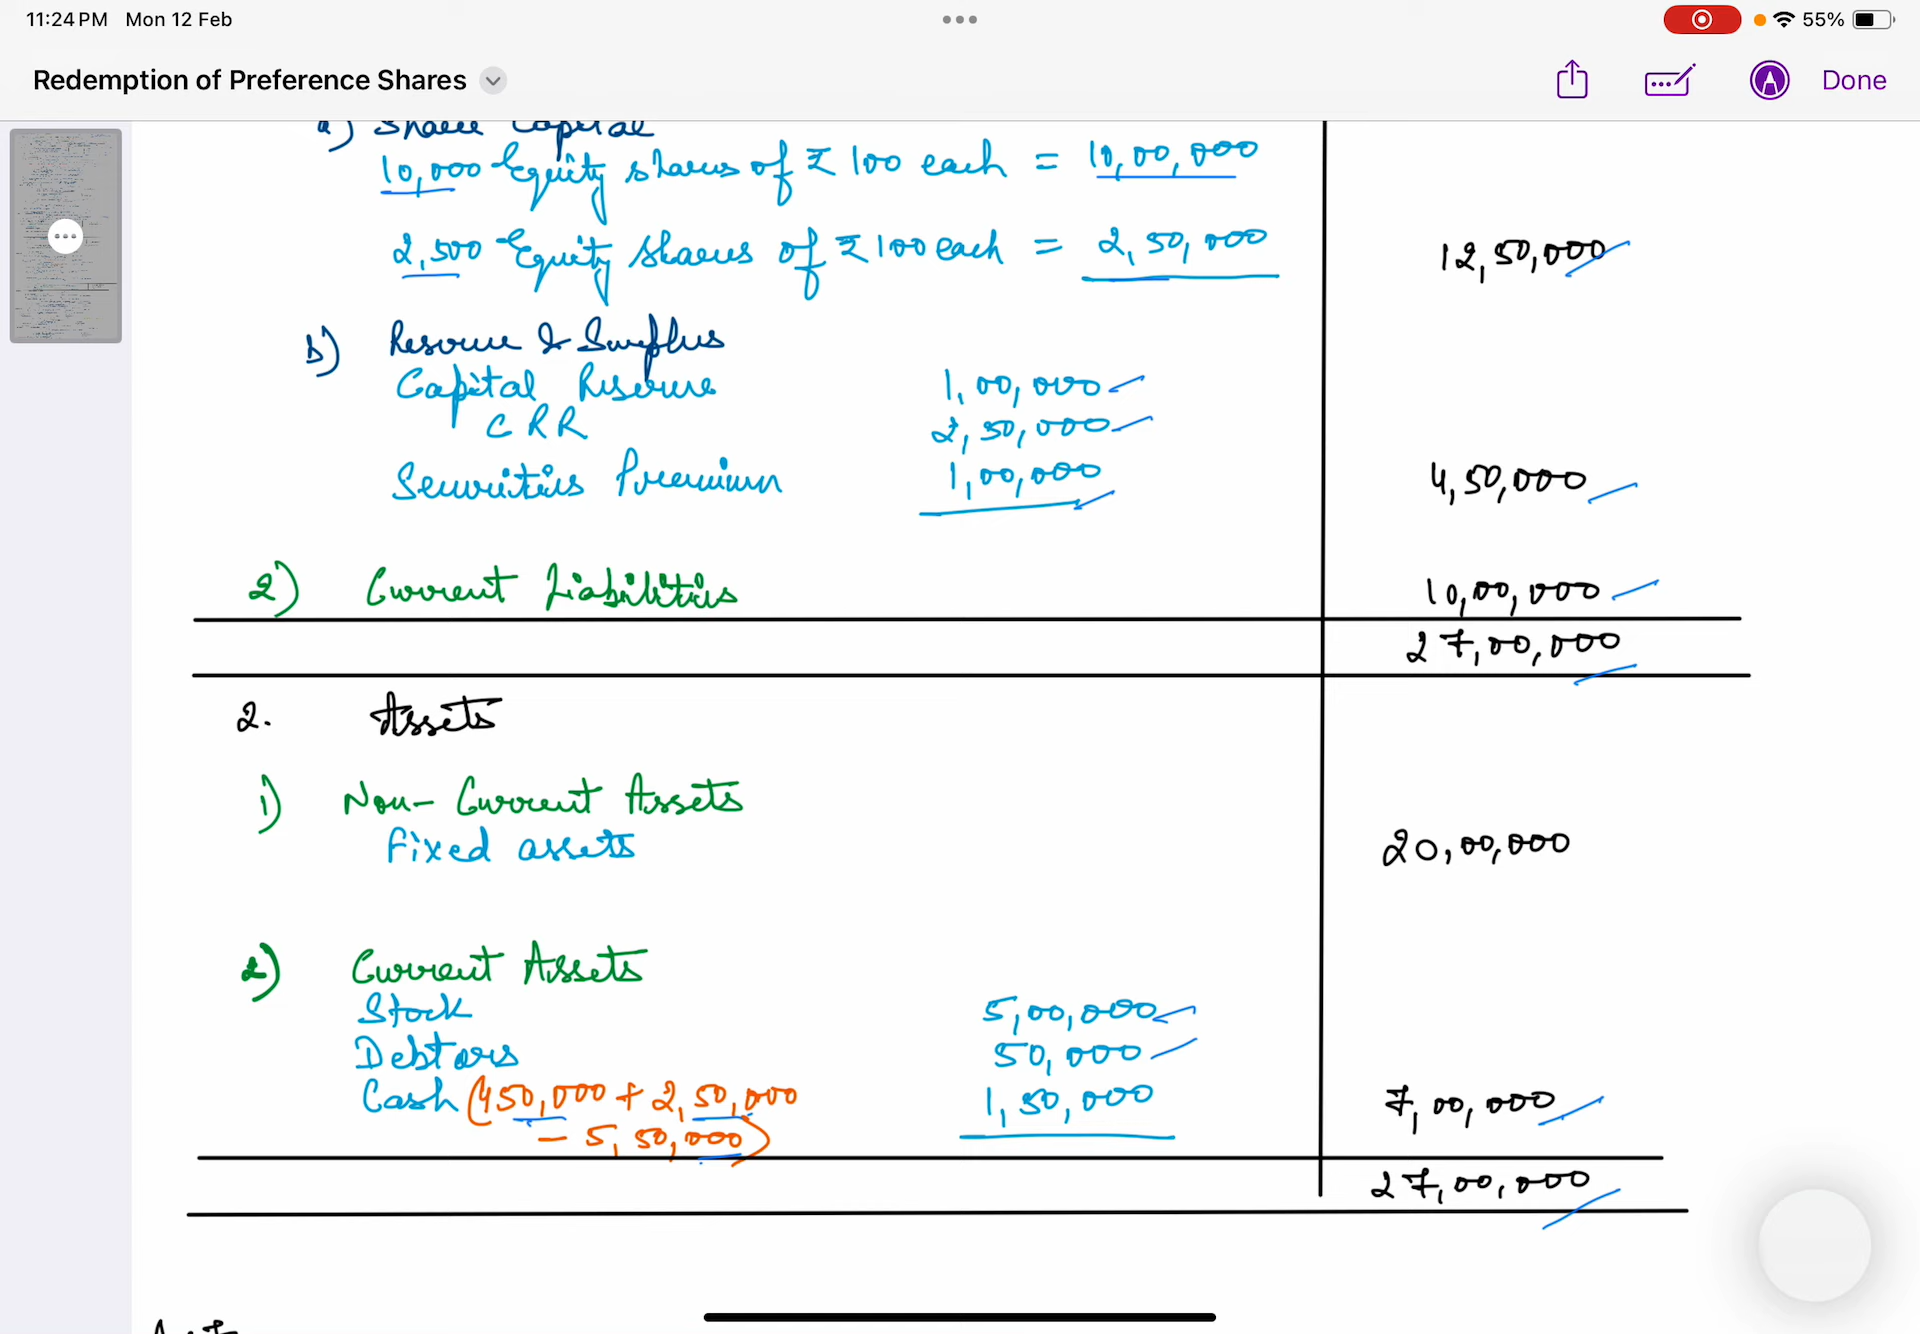 11:24 PM Mon 12 Feb
55%
Redemption of Preference Shares
Done
a) Share Capital
10,000 Equity shares of ₹ 100 each = 10,00,000
2,500 Equity shares of ₹ 100 each = 2,50,000 12,50,000
b) Reserve & Surplus
Capital Reserve 1,00,000
CRR 2,50,000
Securities Premium 1,00,000 4,50,000
2) Current Liabilities 10,00,000
27,00,000
2. Assets
1) Non-Current Assets
Fixed assets 20,00,000
2) Current Assets
Stock 5,00,000
Debtors 50,000
Cash (450,000 + 2,50,000 1,50,000 7,00,000
- 5,50,000)
27,00,000